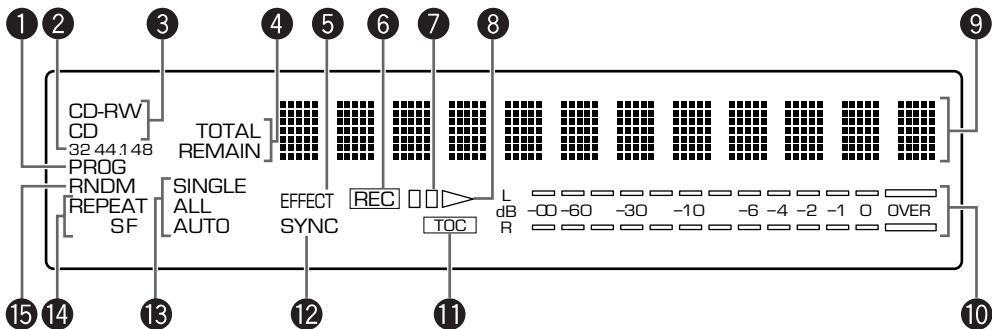 1 2 3 4 5 6 7 8 9
CD-RW
CD
TOTAL
32 44.1 48
REMAIN
PROG
RNDM
SINGLE
REPEAT
ALL
SF
AUTO
EFFECT
REC
SYNC
TOC
L
dB -∞ -60 -30 -10 -6 -4 -2 -1 0 OVER
R
15 14 13 12 11 10